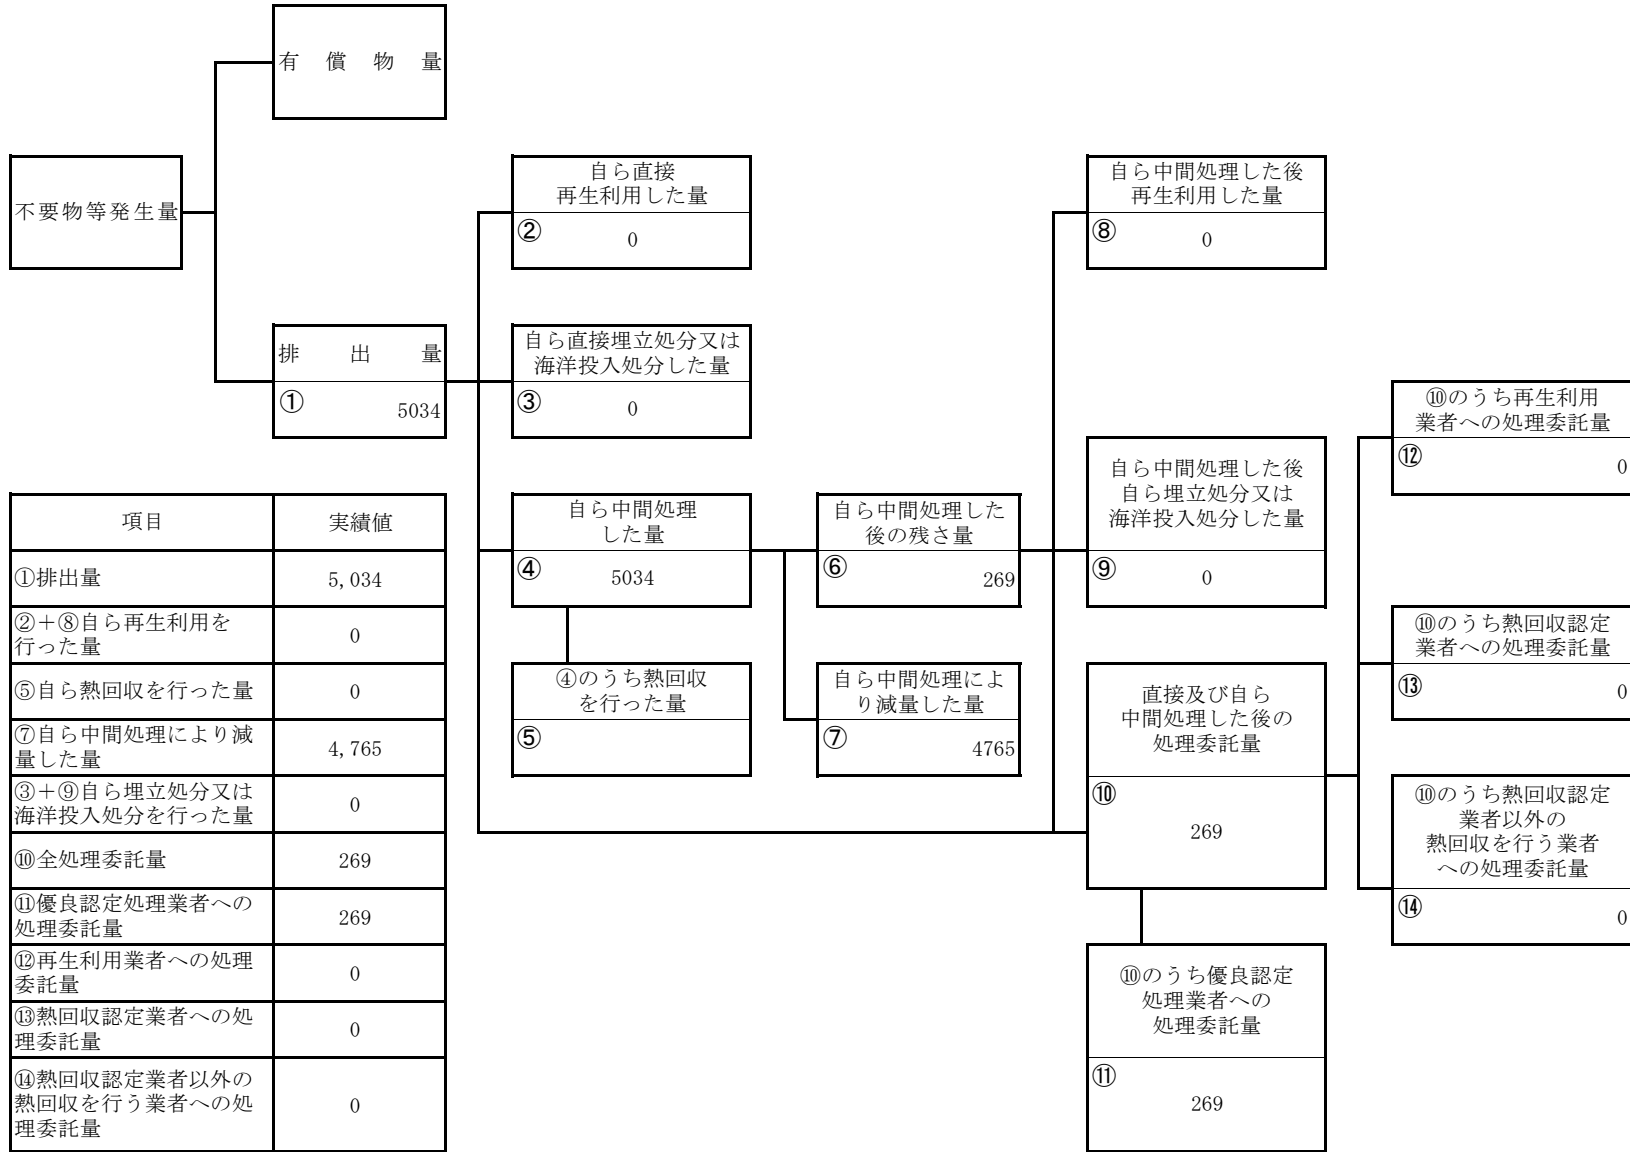 有償物量
不要物等発生量
排出量
①
5034
自ら直接
再生利用した量
②
0
自ら直接埋立処分又は
海洋投入処分した量
③
0
自ら中間処理
した量
④
5034
④のうち熱回収
を行った量
⑤
自ら中間処理した
後の残さ量
⑥
269
自ら中間処理によ
り減量した量
⑦
4765
自ら中間処理した後
再生利用した量
⑧
0
自ら中間処理した後
自ら埋立処分又は
海洋投入処分した量
⑨
0
直接及び自ら
中間処理した後の
処理委託量
⑩
269
⑩のうち優良認定
処理業者への
処理委託量
⑪
269
⑩のうち再生利用
業者への処理委託量
⑫
0
⑩のうち熱回収認定
業者への処理委託量
⑬
0
⑩のうち熱回収認定
業者以外の
熱回収を行う業者
への処理委託量
⑭
0
項目 実績値
①排出量 5,034
②＋⑧自ら再生利用を
行った量
0
⑤自ら熱回収を行った量 0
⑦自ら中間処理により減
量した量
4,765
③＋⑨自ら埋立処分又は
海洋投入処分を行った量
0
⑩全処理委託量 269
⑪優良認定処理業者への
処理委託量
269
⑫再生利用業者への処理
委託量
0
⑬熱回収認定業者への処
理委託量
0
⑭熱回収認定業者以外の
熱回収を行う業者への処
理委託量
0